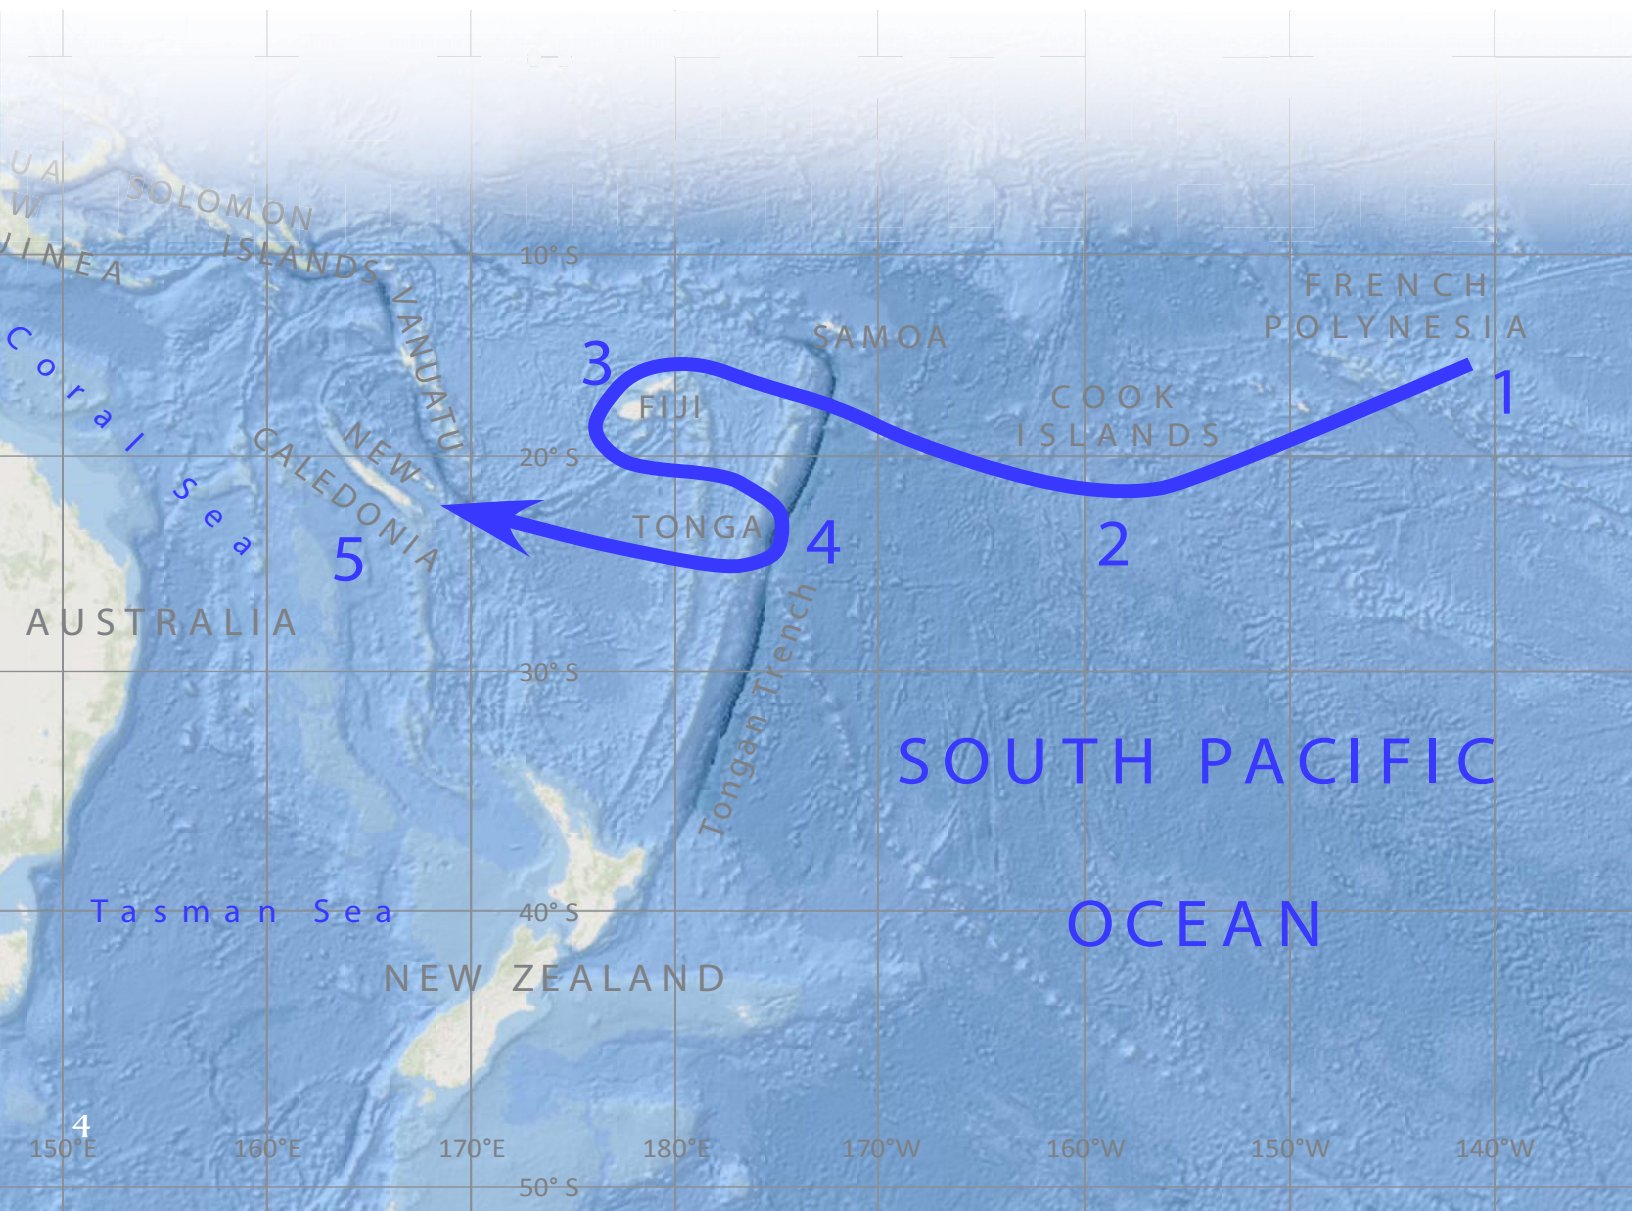 UA
W
UINEA
SOLOMON
ISLANDS
VANUATU
10° S
FRENCH
POLYNESIA
SAMOA
Coral Sea
3
1
FIJI
COOK
ISLANDS
NEW
CALEDONIA
20° S
TONGA
4
2
5
AUSTRALIA
Tongan Trench
30° S
SOUTH PACIFIC
OCEAN
Tasman Sea
40° S
NEW ZEALAND
4
150°E
160°E
170°E
180°E
170°W
160°W
150°W
140°W
50° S